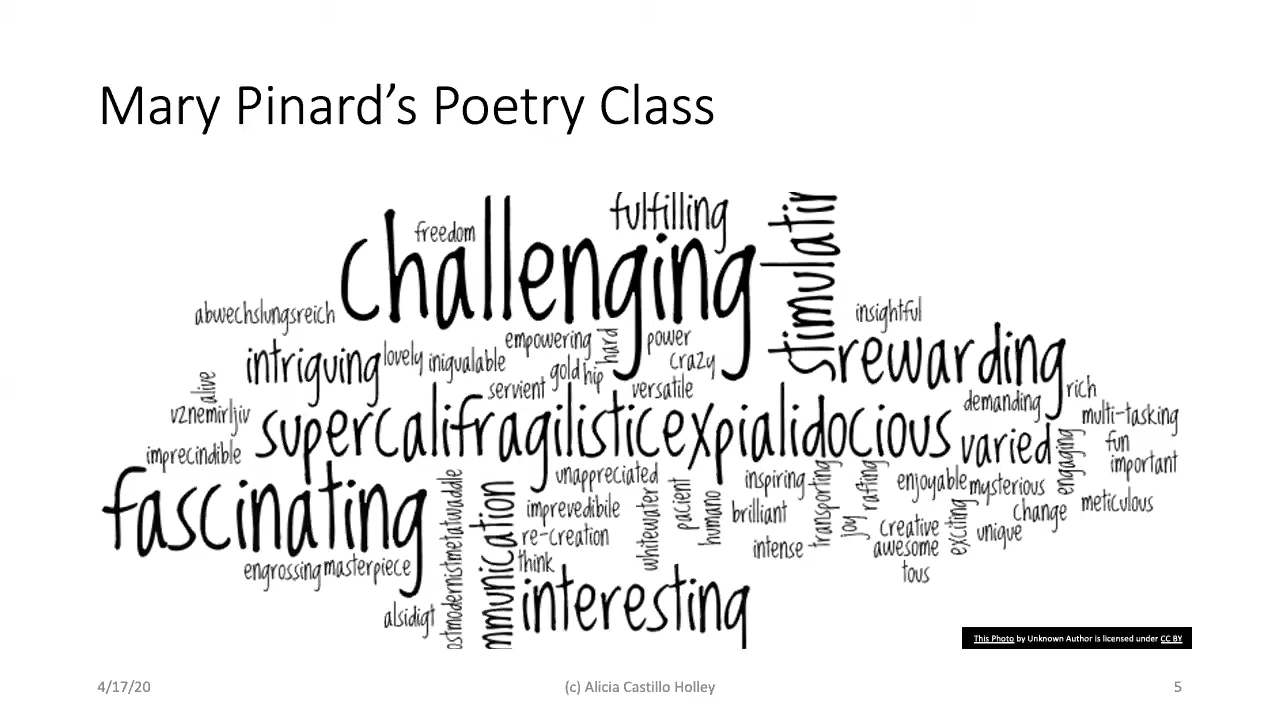 Mary Pinard's Poetry Class
fulfilling
stimulatin
freedom
challenging
abwechslungsreich
insightful
empowering
hard
power
intriguing
lovely
inigualable
crazy
rewarding
gold
hip
alive
servient
versatile
rich
v2nemirljiv
demanding
multi-tasking
supercalifragilisticexpialidocious
varied
engaging
fun
imprecindible
important
unappreciated
inspiring
transporting
rafting
enjoyable
mysterious
fascinating
ostmodernistmetatwaddle
mmunication
imprevedibile
whitewater
pacient
humano
brilliant
joy
creative
exciting
unique
change
meticulous
re-creation
intense
awesome
engrossing
masterpiece
think
tous
interesting
alsidigt
This Photo by Unknown Author is licensed under CC BY
4/17/20
(c) Alicia Castillo Holley
5